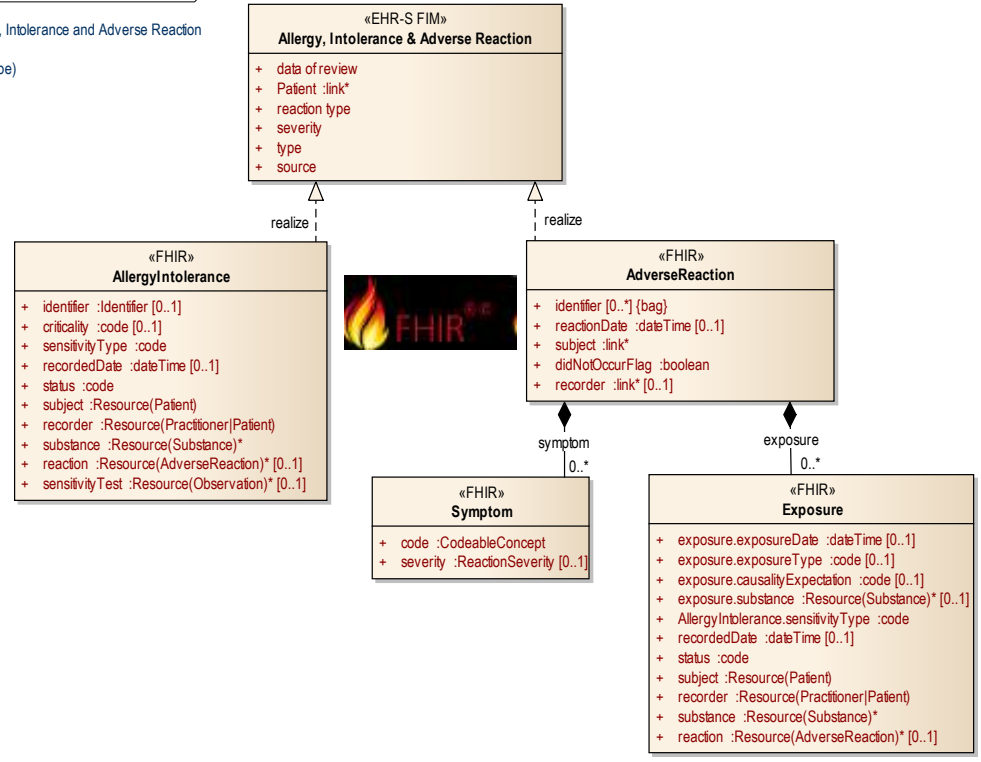 , Intolerance and Adverse Reaction
«EHR-S FIM»
Allergy, Intolerance & Adverse Reaction
+ data of review
+ Patient :link*
+ reaction type
+ severity
+ type
+ source
realize
realize
«FHIR»
AllergyIntolerance
+ identifier :Identifier [0..1]
+ criticality :code [0..1]
+ sensitivityType :code
+ recordedDate :dateTime [0..1]
+ status :code
+ subject :Resource(Patient)
+ recorder :Resource(Practitioner|Patient)
+ substance :Resource(Substance)*
+ reaction :Resource(AdverseReaction)* [0..1]
+ sensitivityTest :Resource(Observation)* [0..1]
FHIR
«FHIR»
AdverseReaction
+ identifier [0..*] {bag}
+ reactionDate :dateTime [0..1]
+ subject :link*
+ didNotOccurFlag :boolean
+ recorder :link* [0..1]
symptom
0..*
exposure
0..*
«FHIR»
Symptom
+ code :CodeableConcept
+ severity :ReactionSeverity [0..1]
«FHIR»
Exposure
+ exposure.exposureDate :dateTime [0..1]
+ exposure.exposureType :code [0..1]
+ exposure.causalityExpectation :code [0..1]
+ exposure.substance :Resource(Substance)* [0..1]
+ AllergyIntolerance.sensitivityType :code
+ recordedDate :dateTime [0..1]
+ status :code
+ subject :Resource(Patient)
+ recorder :Resource(Practitioner|Patient)
+ substance :Resource(Substance)*
+ reaction :Resource(AdverseReaction)* [0..1]